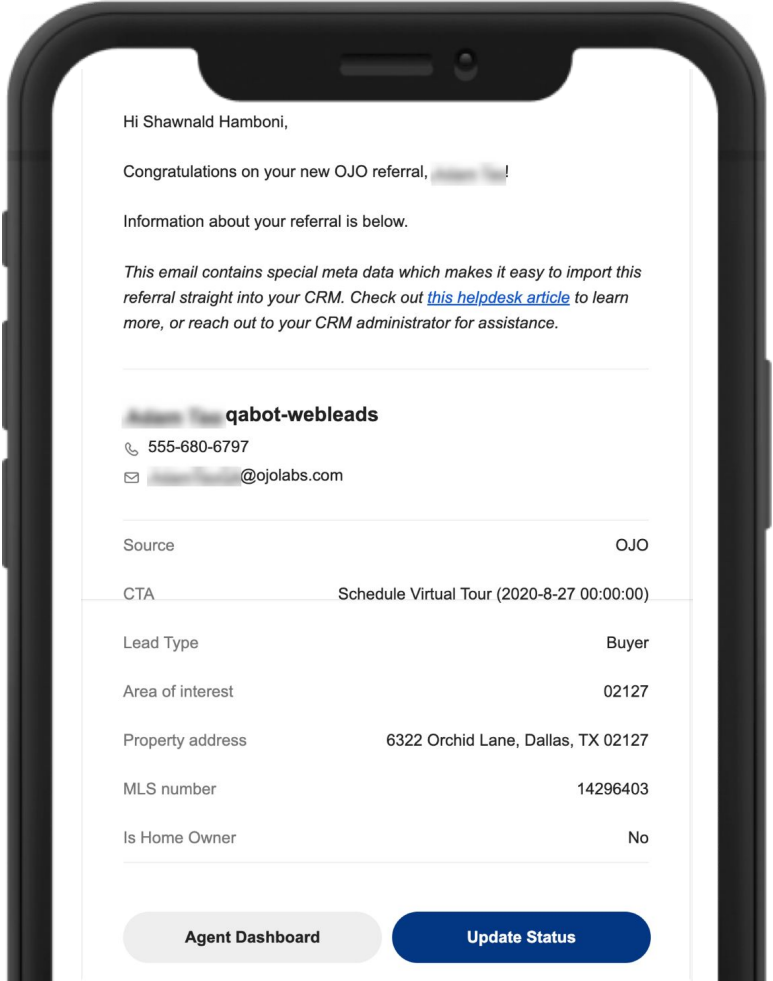 Hi Shawnald Hamboni,
Congratulations on your new OJO referral, !
Information about your referral is below.
This email contains special meta data which makes it easy to import this
referral straight into your CRM. Check out this helpdesk article to learn
more, or reach out to your CRM administrator for assistance.
qabot-webleads
555-680-6797
@ojolabs.com
Source OJO
CTA Schedule Virtual Tour (2020-8-27 00:00:00)
Lead Type Buyer
Area of interest 02127
Property address 6322 Orchid Lane, Dallas, TX 02127
MLS number 14296403
Is Home Owner No
Agent Dashboard Update Status